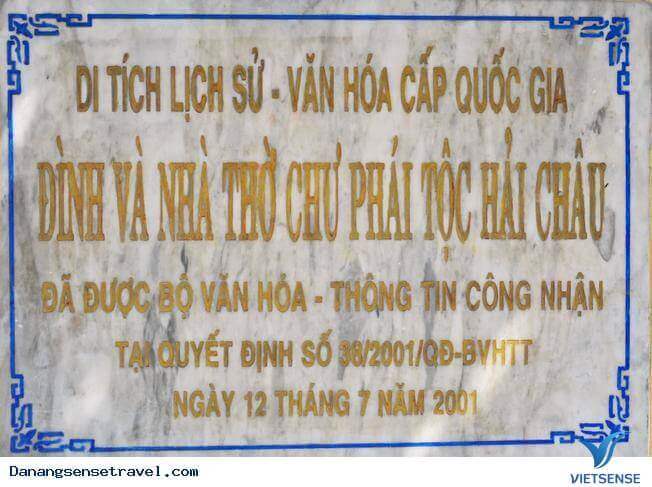 DI TÍCH LỊCH SỬ - VĂN HÓA CẤP QUỐC GIA
ĐÌNH VÀ NHÀ THỜ CHƯ PHÁI TỘC HẢI CHÂU
ĐÃ ĐƯỢC BỘ VĂN HÓA - THÔNG TIN CÔNG NHẬN
TẠI QUYẾT ĐỊNH SỐ 38/2001/QĐ-BVHTT
NGÀY 12 THÁNG 7 NĂM 2001
Danangsensetravel.com
VIETSENSE